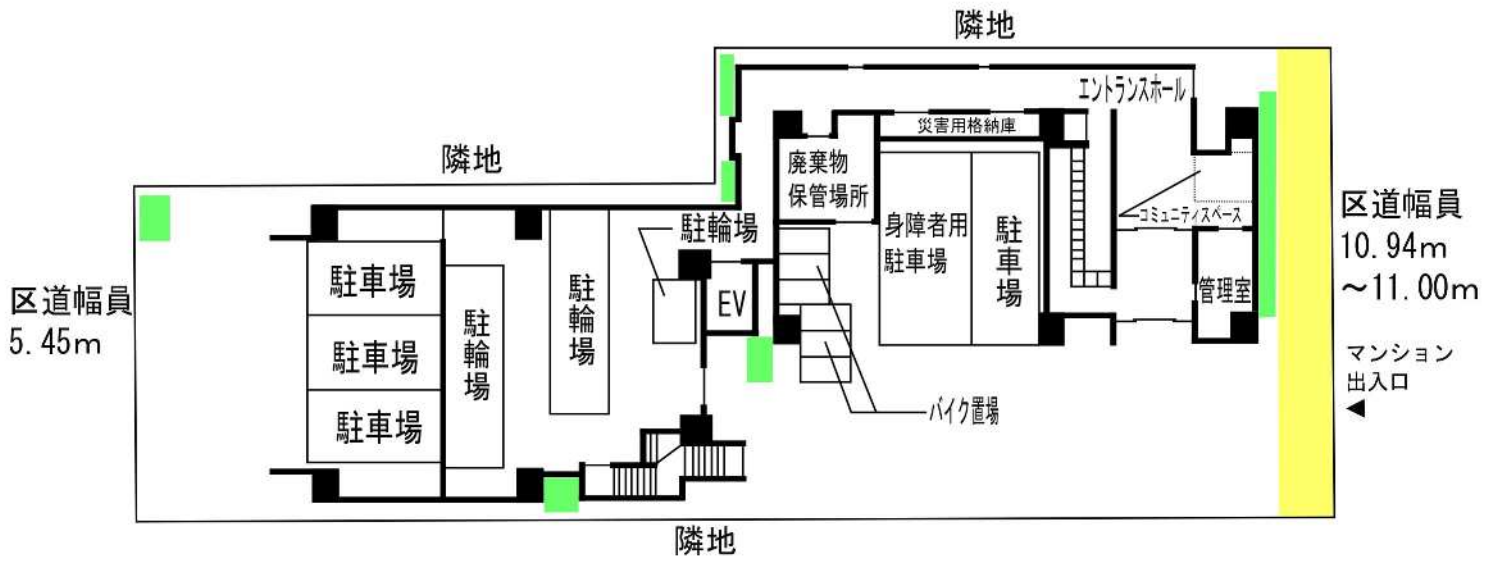 隣地
エントランスホール
災害用格納庫
隣地
廃棄物
保管場所
駐輪場
身障者用
駐車場
駐車場
コミュニティスペース
区道幅員
10.94m
～11.00m
管理室
EV
区道幅員
5.45m
駐車場
駐車場
駐車場
駐輪場
駐輪場
マンション
出入口
◀
バイク置場
隣地